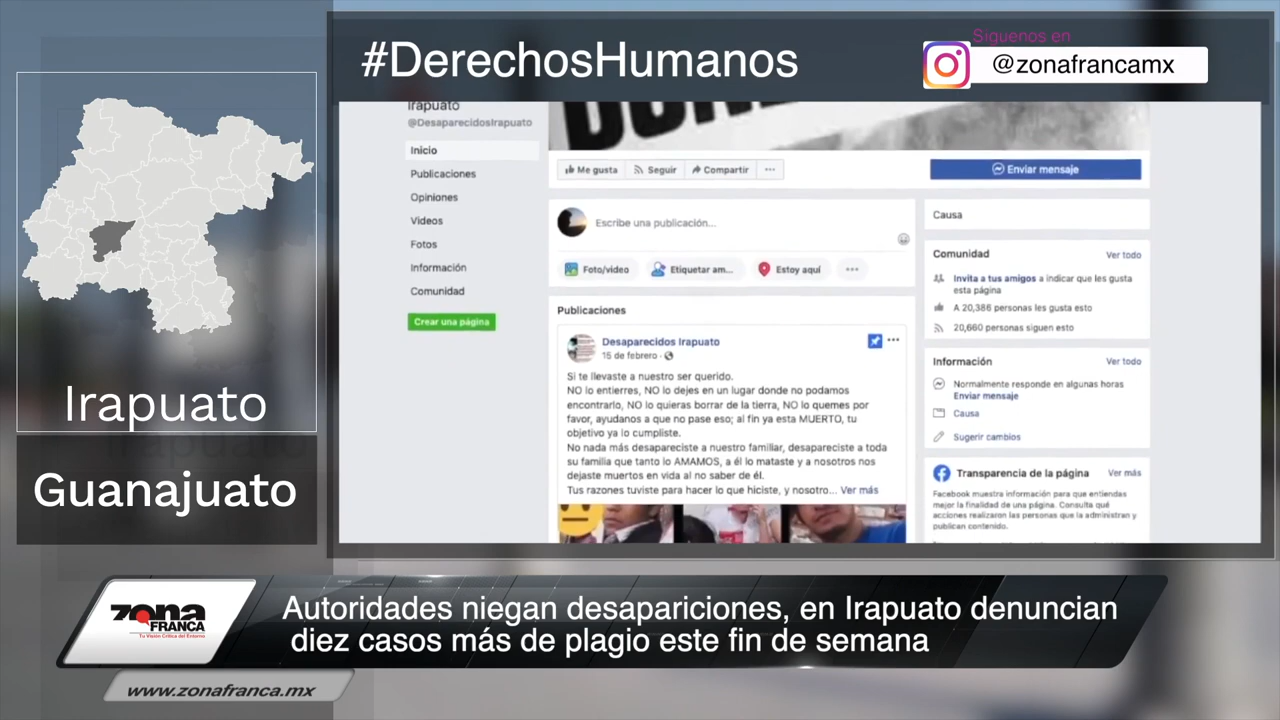 #DerechosHumanos
Siguenos en
@zonafrancamx
Irapuato
@DesaparecidosIrapuato
Inicio
Publicaciones
Opiniones
Videos
Fotos
Información
Comunidad
Crear una página
Me gusta
Seguir
Compartir
Enviar mensaje
Escribe una publicación...
Foto/video
Etiquetar am...
Estoy aquí
Publicaciones
Desaparecidos Irapuato
15 de febrero ·
Si te llevaste a nuestro ser querido.
NO lo entierres, NO lo dejes en un lugar donde no podamos
encontrarlo, NO lo quieras borrar de la tierra, NO lo quemes por
favor, ayudanos a que no pase eso; al fin ya esta MUERTO, tu
objetivo ya lo cumpliste.
No nada más desapareciste a nuestro familiar, desapareciste a toda
su familia que tanto lo AMAMOS, a él lo mataste y a nosotros nos
dejaste muertos en vida al no saber de él.
Tus razones tuviste para hacer lo que hiciste, y nosotro... Ver más
Causa
Comunidad
Ver todo
Invita a tus amigos a indicar que les gusta
esta página
A 20,386 personas les gusta esto
20,660 personas siguen esto
Información
Ver todo
Normalmente responde en algunas horas
Enviar mensaje
Causa
Sugerir cambios
Transparencia de la página
Ver más
Facebook muestra información para que entiendas
mejor la finalidad de una página. Consulta qué
acciones realizaron las personas que la administran y
publican contenido.
Irapuato
Guanajuato
zona
FRANCA
Tu Visión Crítica del Entorno
Autoridades niegan desapariciones, en Irapuato denuncian
diez casos más de plagio este fin de semana
www.zonafranca.mx